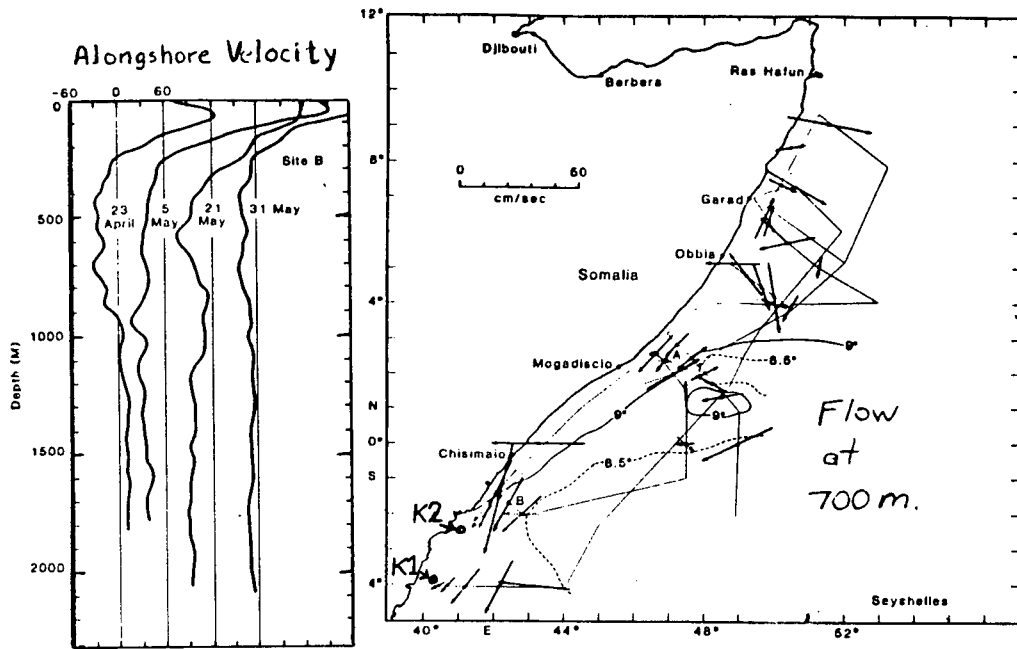 Alongshore Velocity
-60 0 60
0
500
1000
1500
2000
Depth (M)
Site B
23 April
5 May
21 May
31 May
12°
8°
4°
N
0°
S
4°
40° E 44° 48° 52°
Djibouti
Berbera
Ras Hafun
0 60
cm/sec
Garad
Obbia
Somalia
Mogadiscio
A
9°
8.5°
9°
Chisimaio
8.5°
B
K2
K1
Flow
at
700 m.
Seyshelles